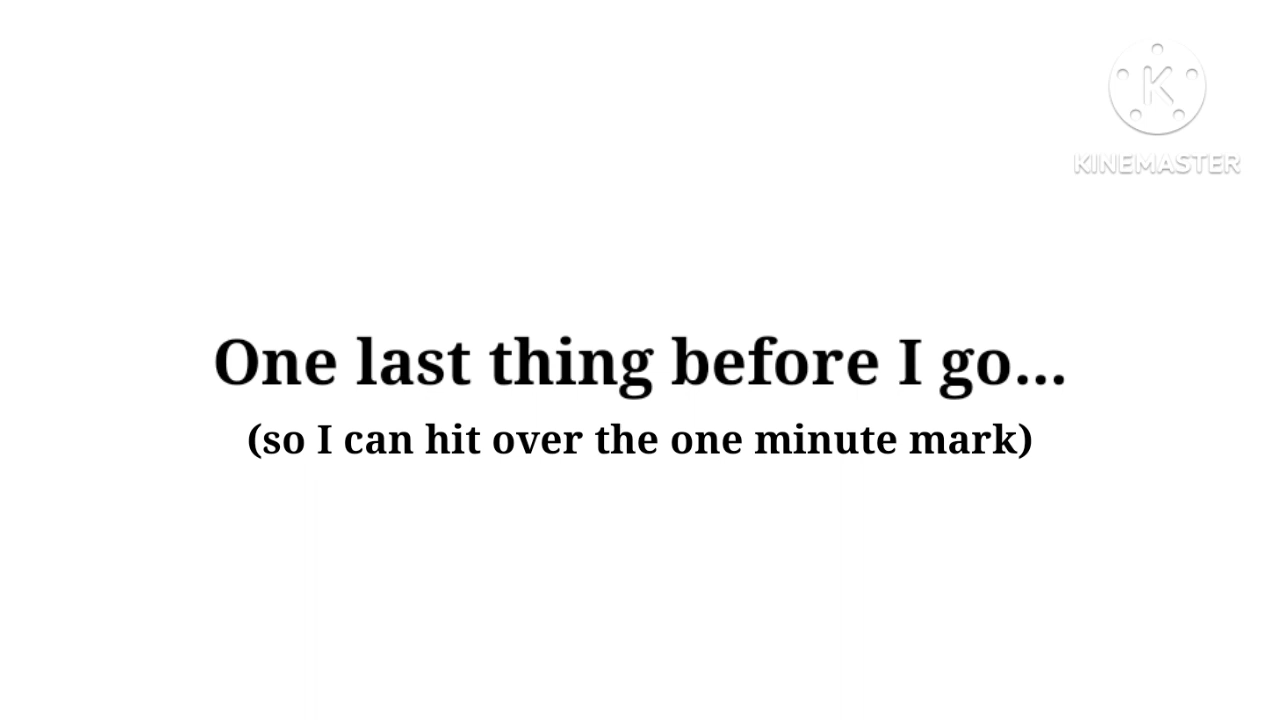 K
KINEMASTER
One last thing before I go...
(so I can hit over the one minute mark)